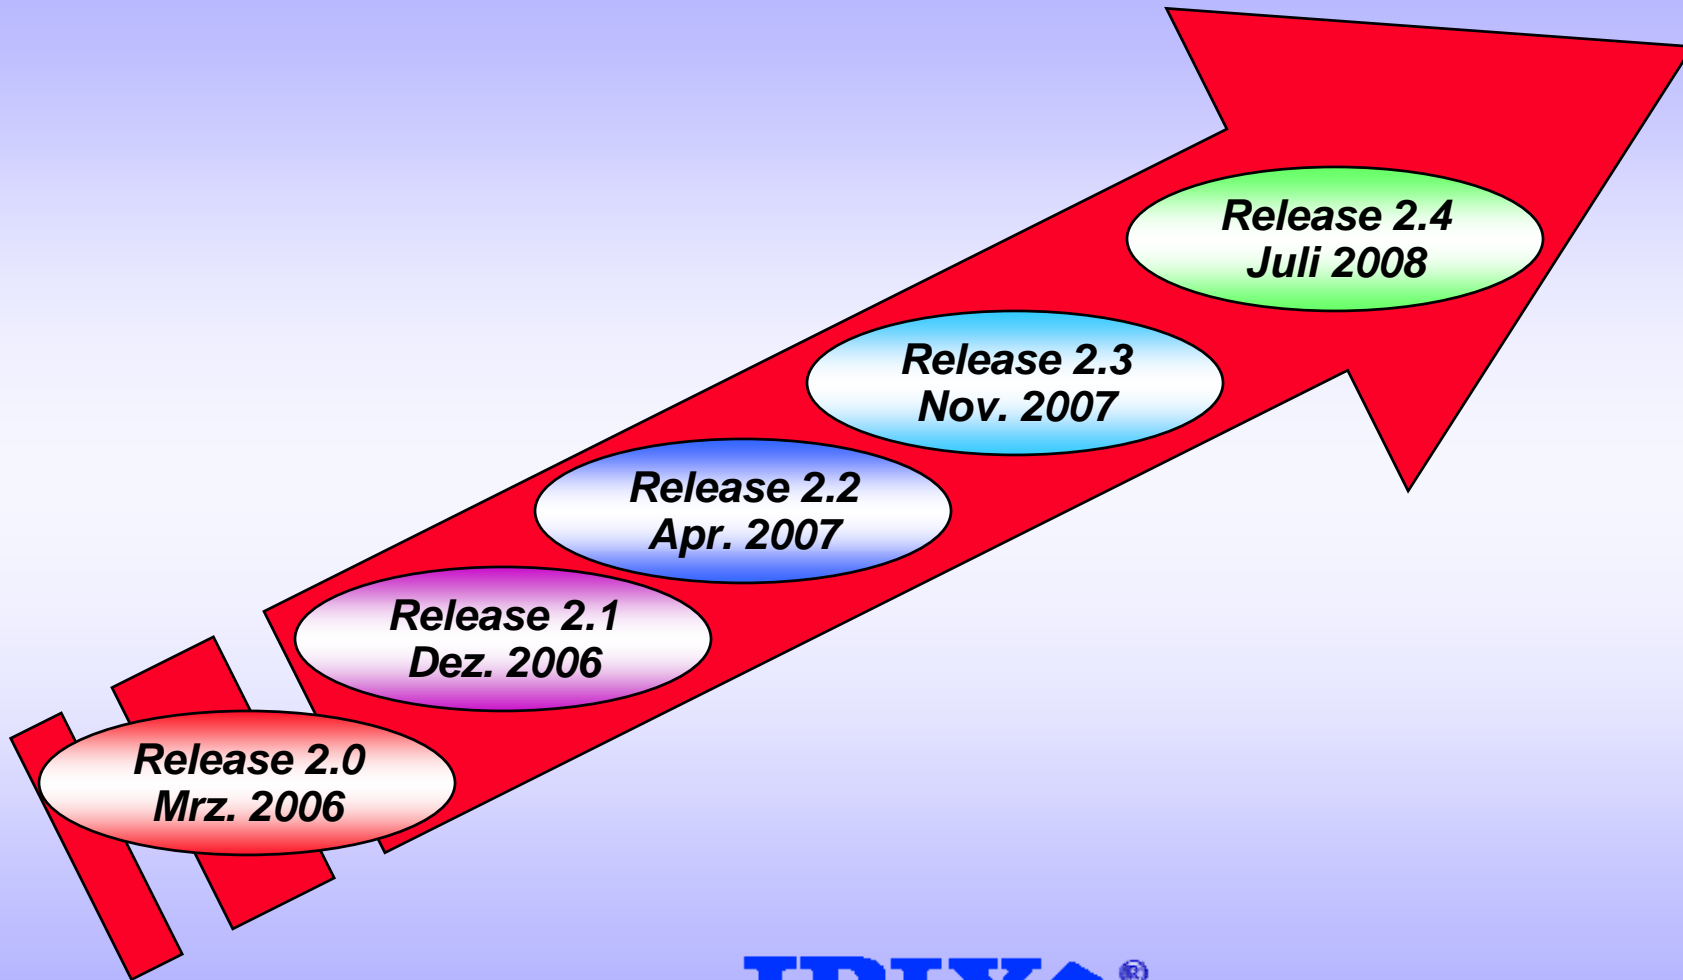 Release 2.4
Juli 2008
Release 2.3
Nov. 2007
Release 2.2
Apr. 2007
Release 2.1
Dez. 2006
Release 2.0
Mrz. 2006
®